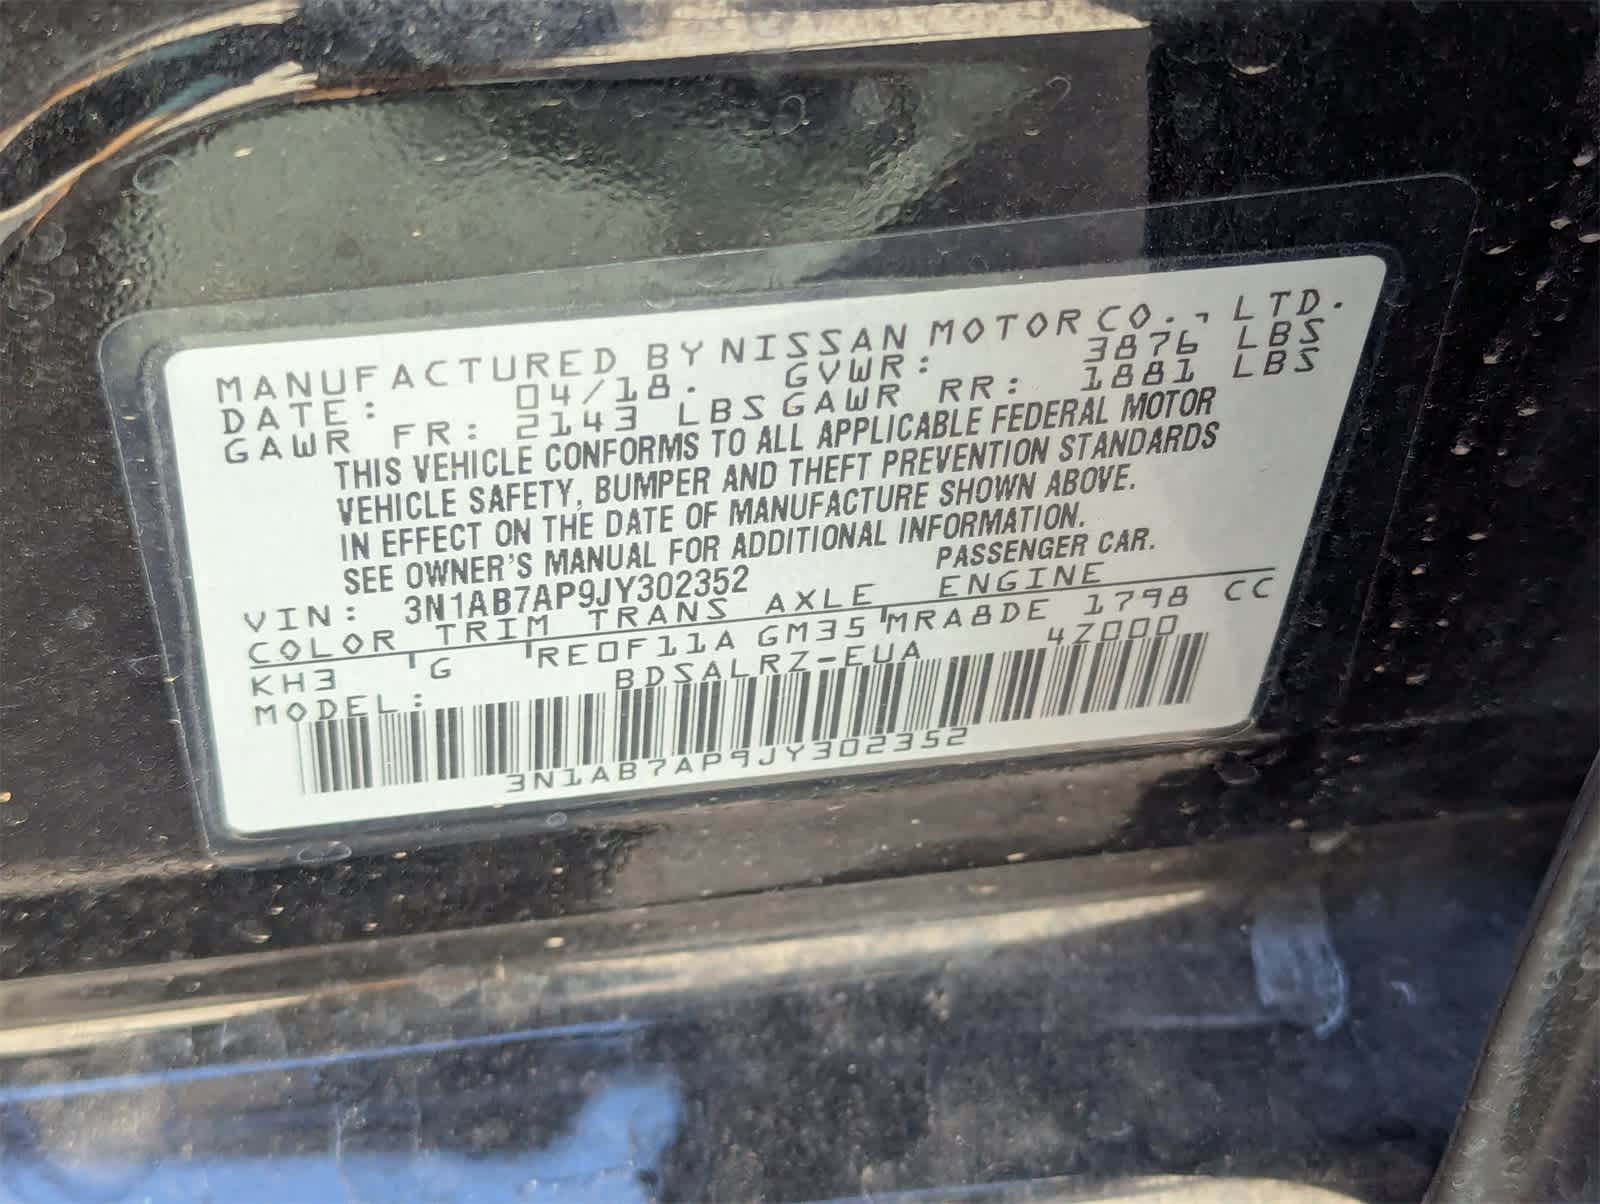 MANUFACTURED BY NISSAN MOTOR CO., LTD.
DATE: 04/18. GVWR: 3876 LBS
GAWR FR: 2143 LBS GAWR RR: 1881 LBS
THIS VEHICLE CONFORMS TO ALL APPLICABLE FEDERAL MOTOR
VEHICLE SAFETY, BUMPER AND THEFT PREVENTION STANDARDS
IN EFFECT ON THE DATE OF MANUFACTURE SHOWN ABOVE.
SEE OWNER'S MANUAL FOR ADDITIONAL INFORMATION.
VIN: 3N1AB7AP9JY302352 PASSENGER CAR.
COLOR TRIM TRANS AXLE ENGINE
KH3 G RE0F11A GM35 MRA8DE 1798 CC
MODEL: BDSALRZ-EUA 4Z000
3N1AB7AP9JY302352